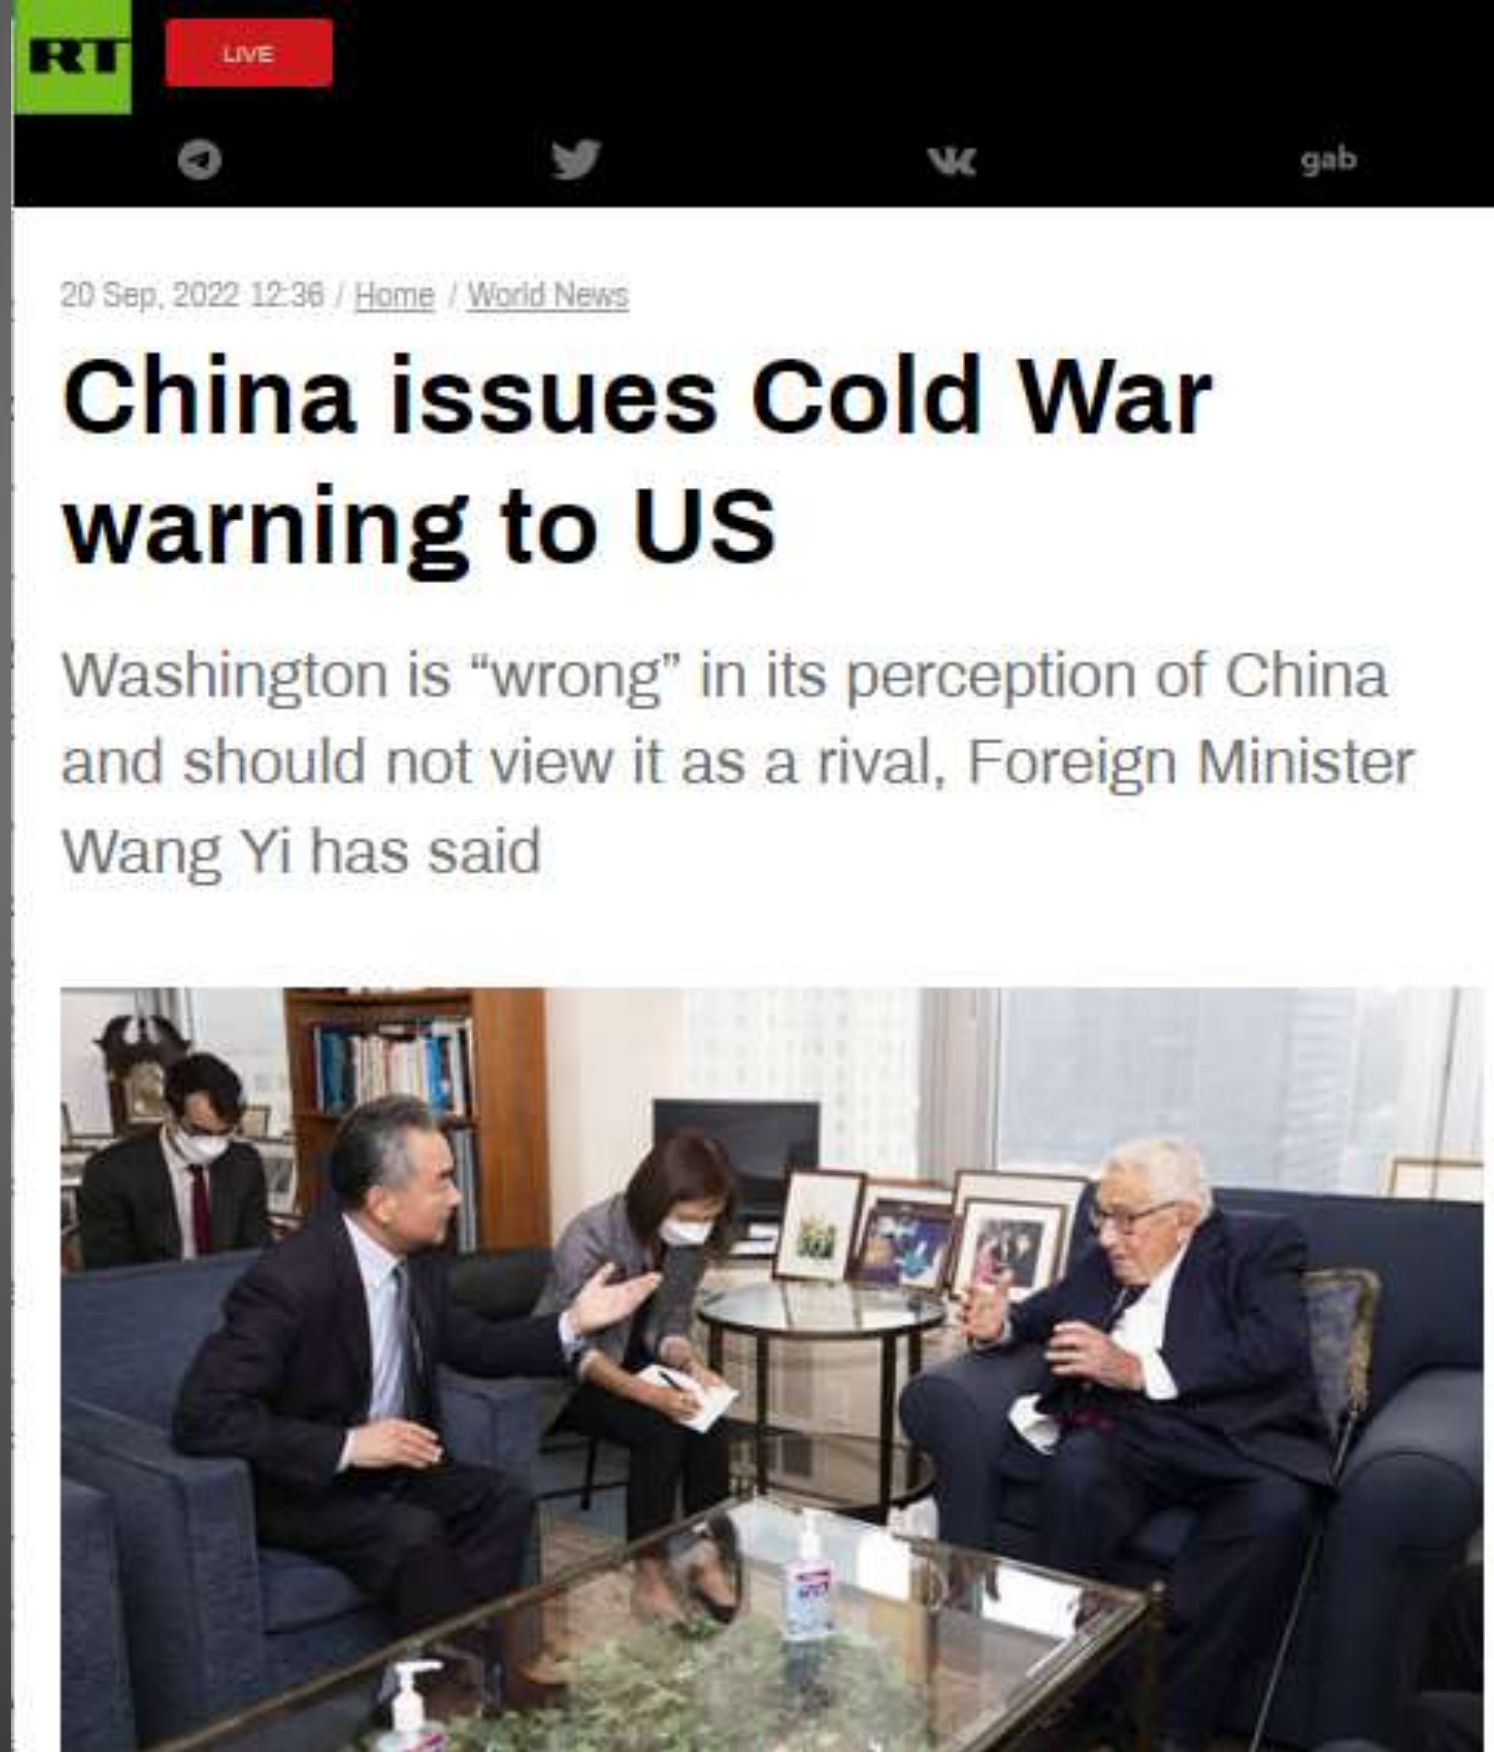 RT
LIVE
gab
20 Sep, 2022 12:36 / Home / World News
China issues Cold War
warning to US
Washington is “wrong” in its perception of China
and should not view it as a rival, Foreign Minister
Wang Yi has said